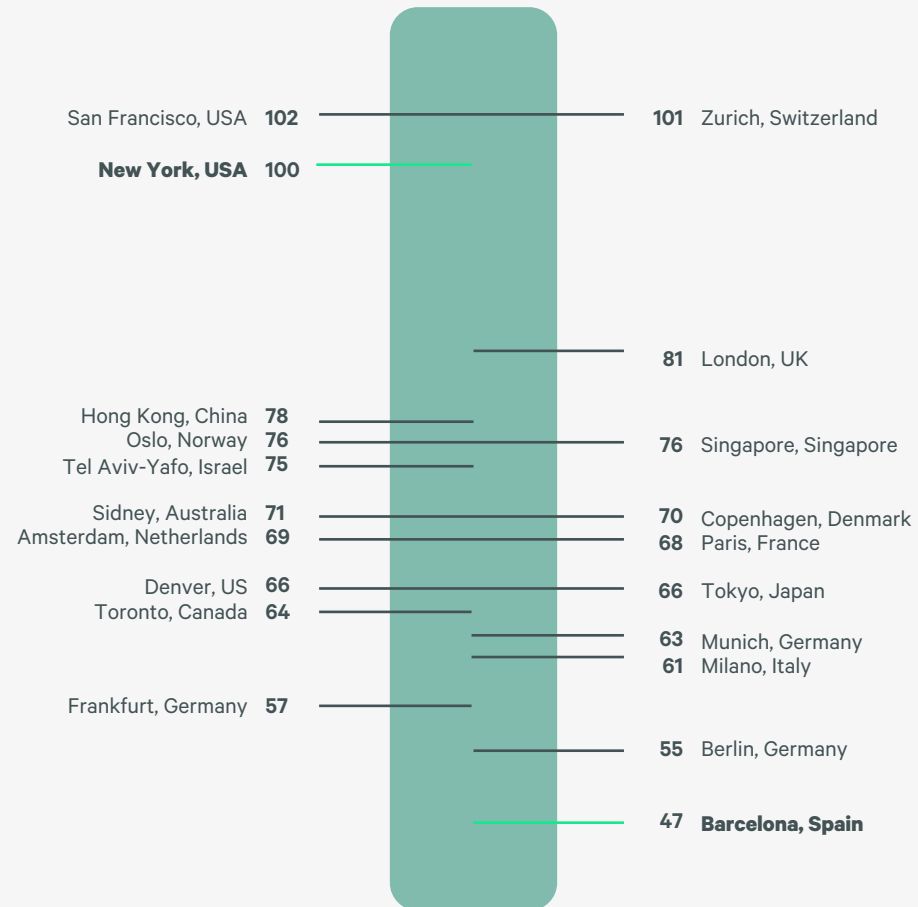 San Francisco, USA 102
101 Zurich, Switzerland
New York, USA 100
81 London, UK
Hong Kong, China 78
Oslo, Norway 76
76 Singapore, Singapore
Tel Aviv-Yafo, Israel 75
Sidney, Australia 71
70 Copenhagen, Denmark
Amsterdam, Netherlands 69
68 Paris, France
Denver, US 66
66 Tokyo, Japan
Toronto, Canada 64
63 Munich, Germany
61 Milano, Italy
Frankfurt, Germany 57
55 Berlin, Germany
47 Barcelona, Spain